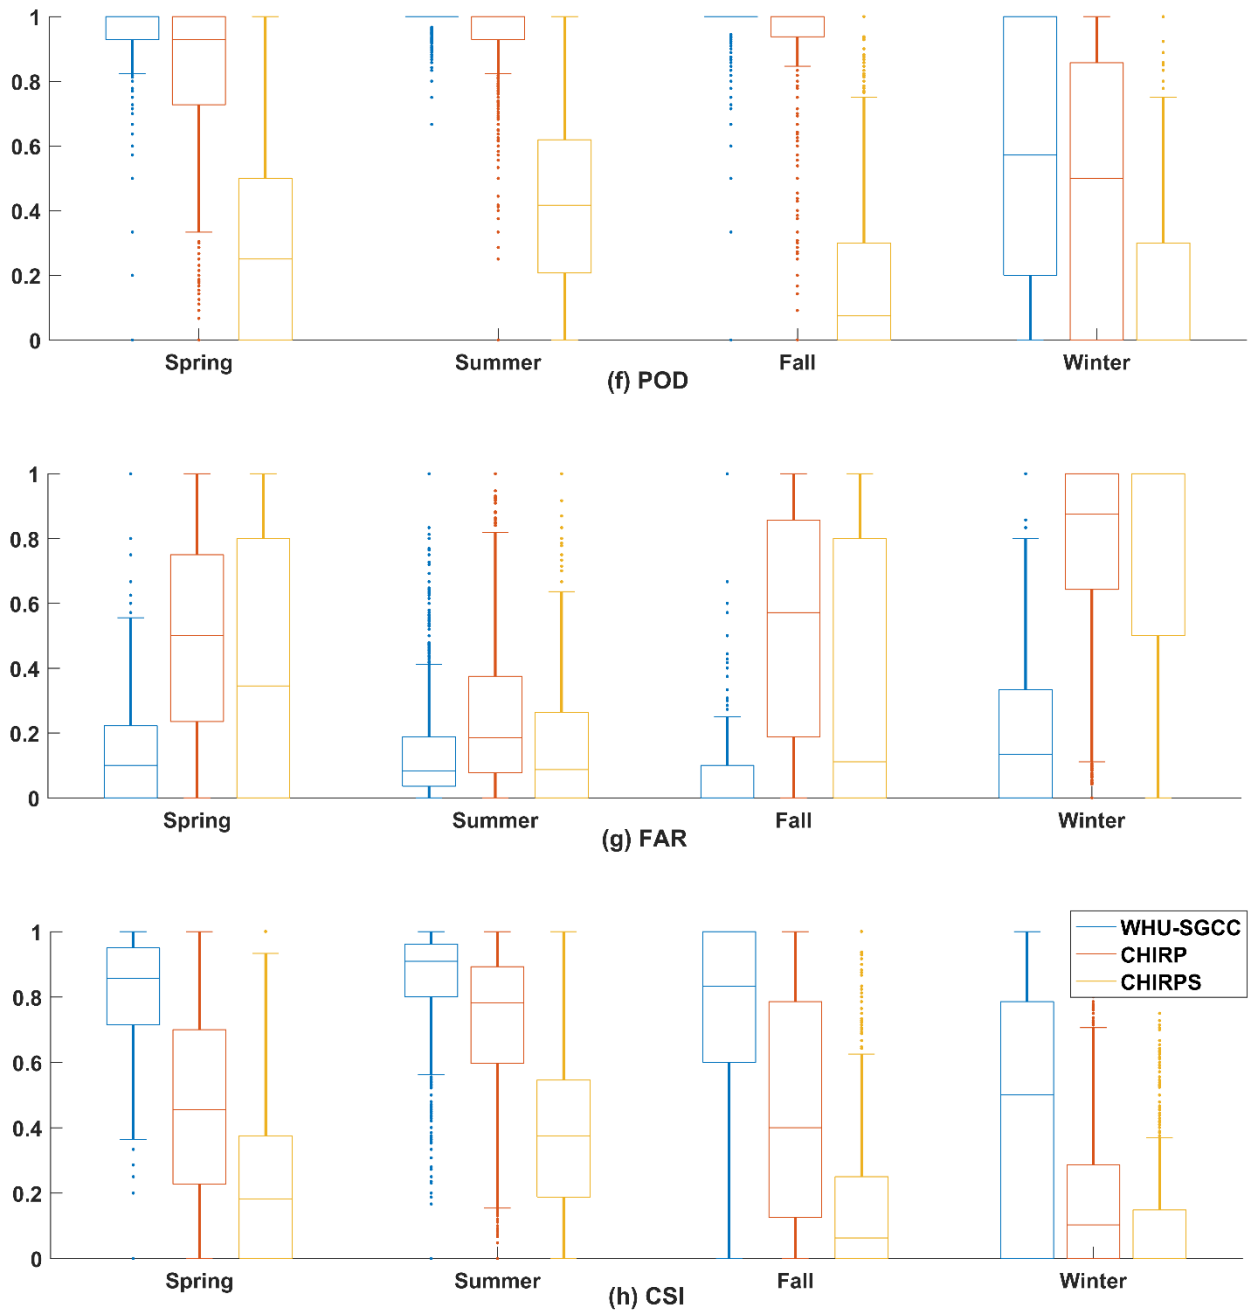 1
0.8
0.6
0.4
0.2
0
Spring Summer Fall Winter
(f) POD
1
0.8
0.6
0.4
0.2
0
Spring Summer Fall Winter
(g) FAR
1
0.8
0.6
0.4
0.2
0
WHU-SGCC
CHIRP
CHIRPS
Spring Summer Fall Winter
(h) CSI